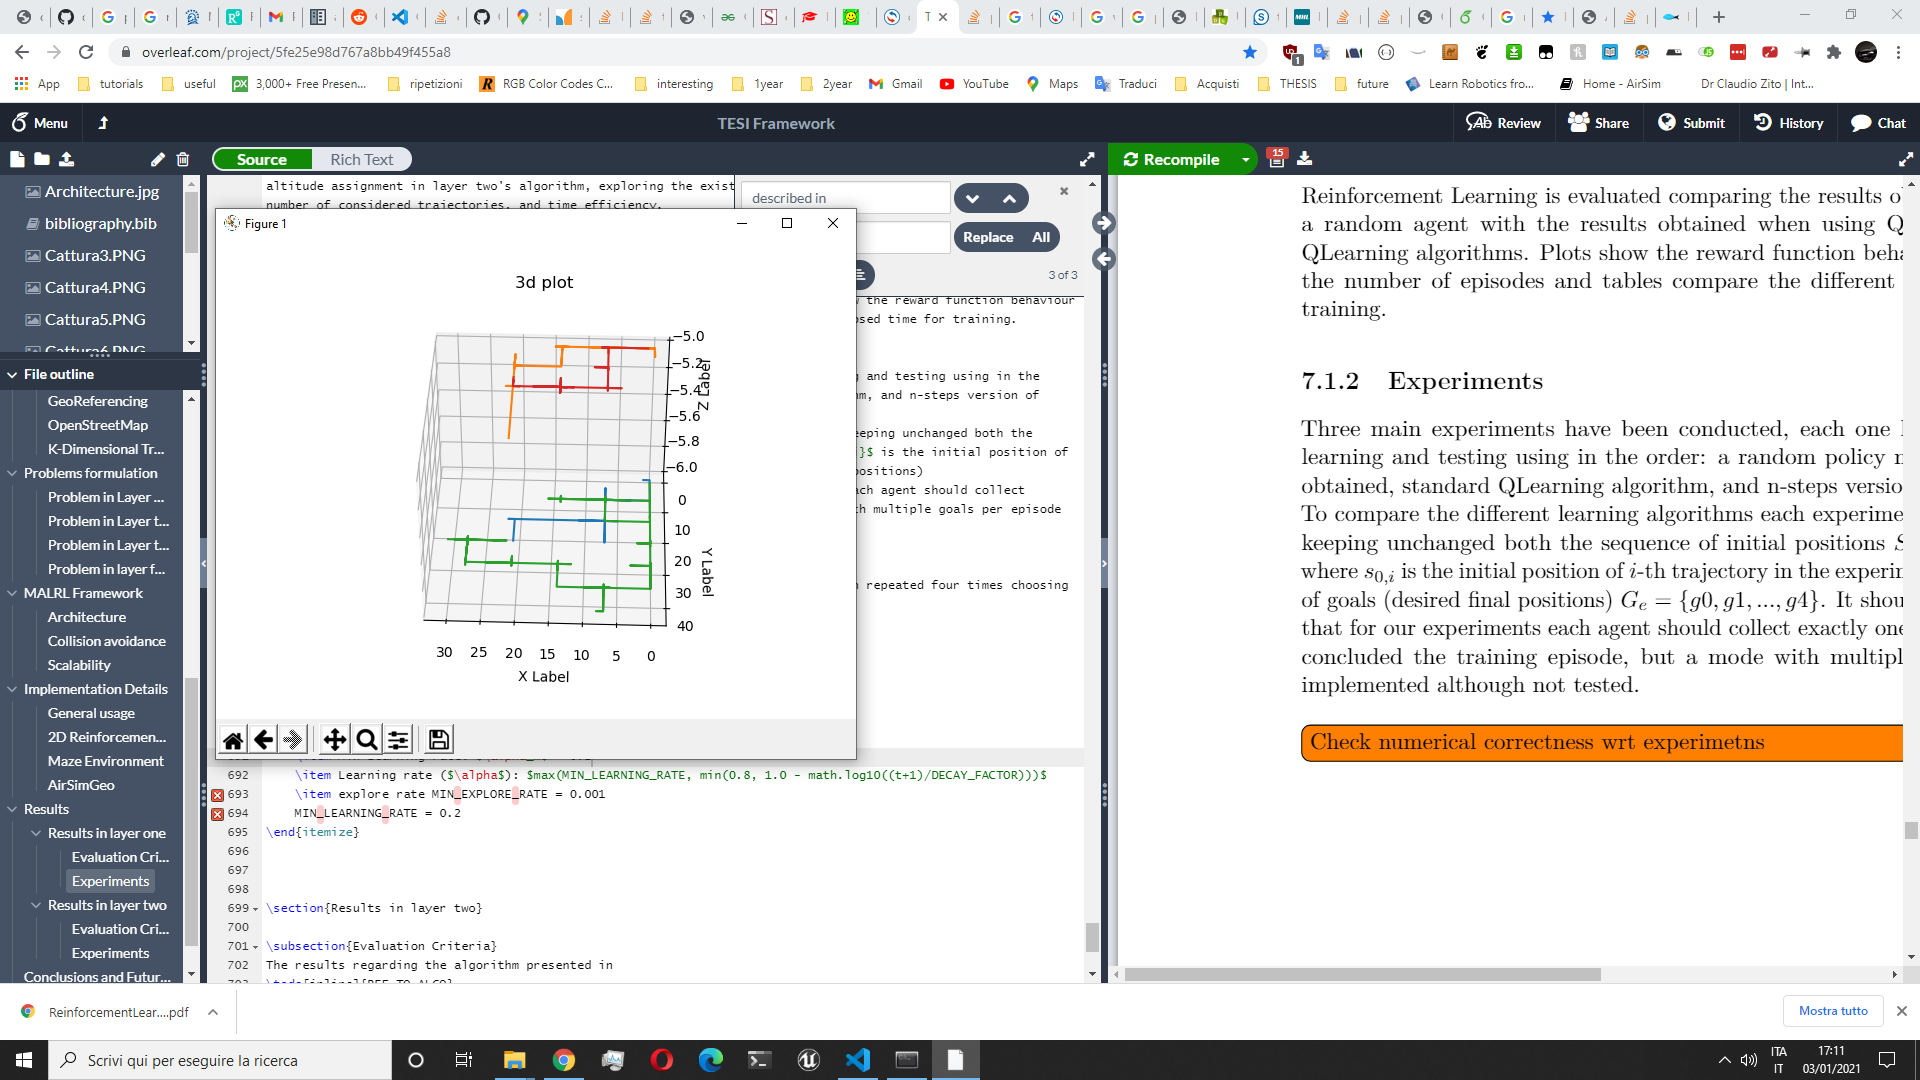 overleaf.com/project/5fe25e98d767a8bb49f455a8
1
App
tutorials
useful
3,000+ Free Presen...
ripetizioni
RGB Color Codes C...
interesting
1year
2year
Gmail
YouTube
Maps
Traduci
Acquisti
THESIS
future
Learn Robotics fro...
Home - AirSim
Dr Claudio Zito | Int...
Menu
TESI Framework
Review
Share
Submit
History
Chat
Source
Rich Text
Recompile
15
Architecture.jpg
bibliography.bib
Cattura3.PNG
Cattura4.PNG
Cattura5.PNG
Cattura6.PNG
File outline
GeoReferencing
OpenStreetMap
K-Dimensional Tr...
Problems formulation
Problem in Layer ...
Problem in Layer t...
Problem in Layer t...
Problem in layer f...
MALRL Framework
Architecture
Collision avoidance
Scalability
Implementation Details
General usage
2D Reinforcemen...
Maze Environment
AirSimGeo
Results
Results in layer one
Evaluation Cri...
Experiments
Results in layer two
Evaluation Cri...
Experiments
Conclusions and Futur...
altitude assignment in layer two's algorithm, exploring the exist
number of considered trajectories, and time efficiency.
described in
Replace
All
3 of 3
Figure 1
3d plot
−5.0
−5.2
−5.4
−5.6
−5.8
−6.0
Z Label
0
10
20
30
40
Y Label
30
25
20
15
10
5
0
X Label
the reward function behaviour
sed time for training.
and testing using in the
m, and n-steps version of
eeping unchanged both the
}$ is the initial position of
ositions)
ach agent should collect
h multiple goals per episode
n repeated four times choosing
692 \item Learning rate ($\alpha$): $max(MIN_LEARNING_RATE, min(0.8, 1.0 - math.log10((t+1)/DECAY_FACTOR)))$
693 \item explore rate MIN_EXPLORE_RATE = 0.001
694 MIN_LEARNING_RATE = 0.2
695 \end{itemize}
696
697
698
699 \section{Results in layer two}
700
701 \subsection{Evaluation Criteria}
702 The results regarding the algorithm presented in
Reinforcement Learning is evaluated comparing the results o
a random agent with the results obtained when using Q
QLearning algorithms. Plots show the reward function beha
the number of episodes and tables compare the different
training.
7.1.2 Experiments
Three main experiments have been conducted, each one
learning and testing using in the order: a random policy
obtained, standard QLearning algorithm, and n-steps versio
To compare the different learning algorithms each experime
keeping unchanged both the sequence of initial positions S
where s0,i is the initial position of i-th trajectory in the experim
of goals (desired final positions) Ge = {g0, g1, ..., g4}. It shou
that for our experiments each agent should collect exactly one
concluded the training episode, but a mode with multipl
implemented although not tested.
Check numerical correctness wrt experimetns
ReinforcementLear....pdf
Mostra tutto
Scrivi qui per eseguire la ricerca
ITA
IT
17:11
03/01/2021